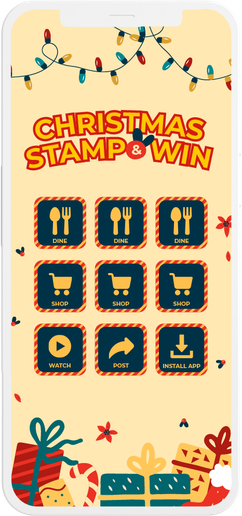 CHRISTMAS
STAMP & WIN
DINE DINE DINE
SHOP SHOP SHOP
WATCH POST INSTALL APP